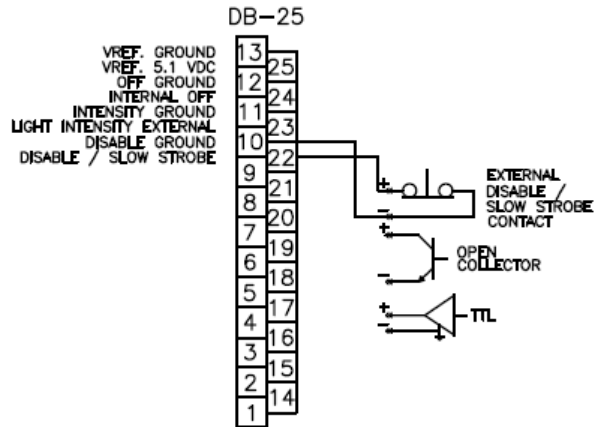 DB-25
VREF. GROUND
VREF. 5.1 VDC
OFF GROUND
INTERNAL OFF
INTENSITY GROUND
LIGHT INTENSITY EXTERNAL
DISABLE GROUND
DISABLE / SLOW STROBE
13
25
12
24
11
23
10
22
9
21
8
20
7
19
6
18
5
17
4
16
3
15
2
14
1
+
-
EXTERNAL
DISABLE /
SLOW STROBE
CONTACT
+
-
OPEN
COLLECTOR
+
-
TTL